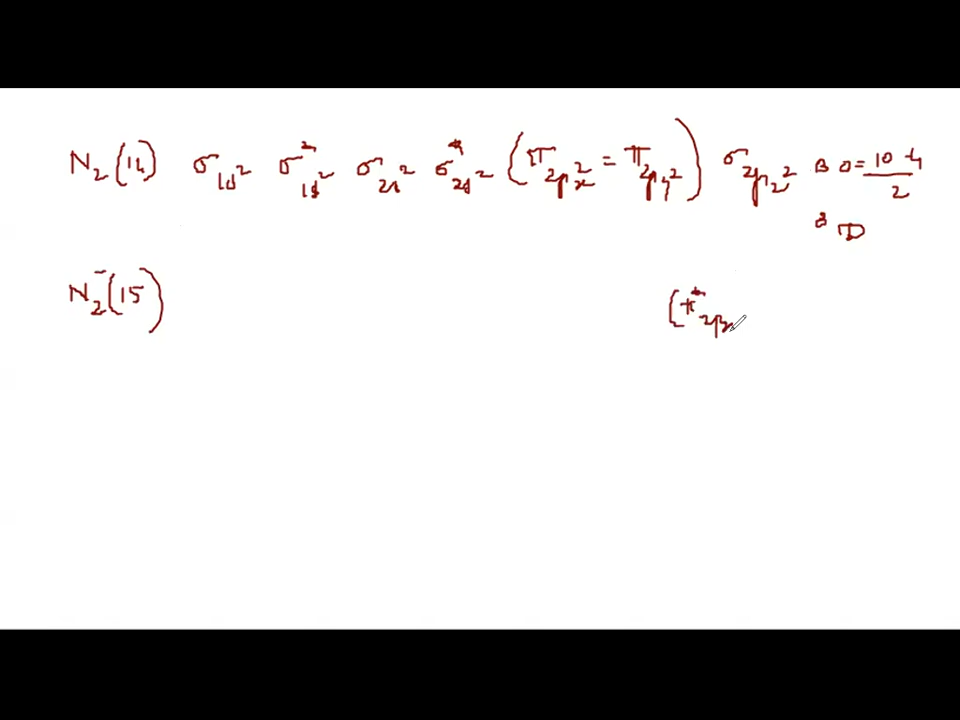 N₂(14) σ1s² σ*1s² σ2s² σ*2s² (π2px² = π2py²) σ2pz² B O = 10-4/2
B D
N₂⁻(15) (π*2px